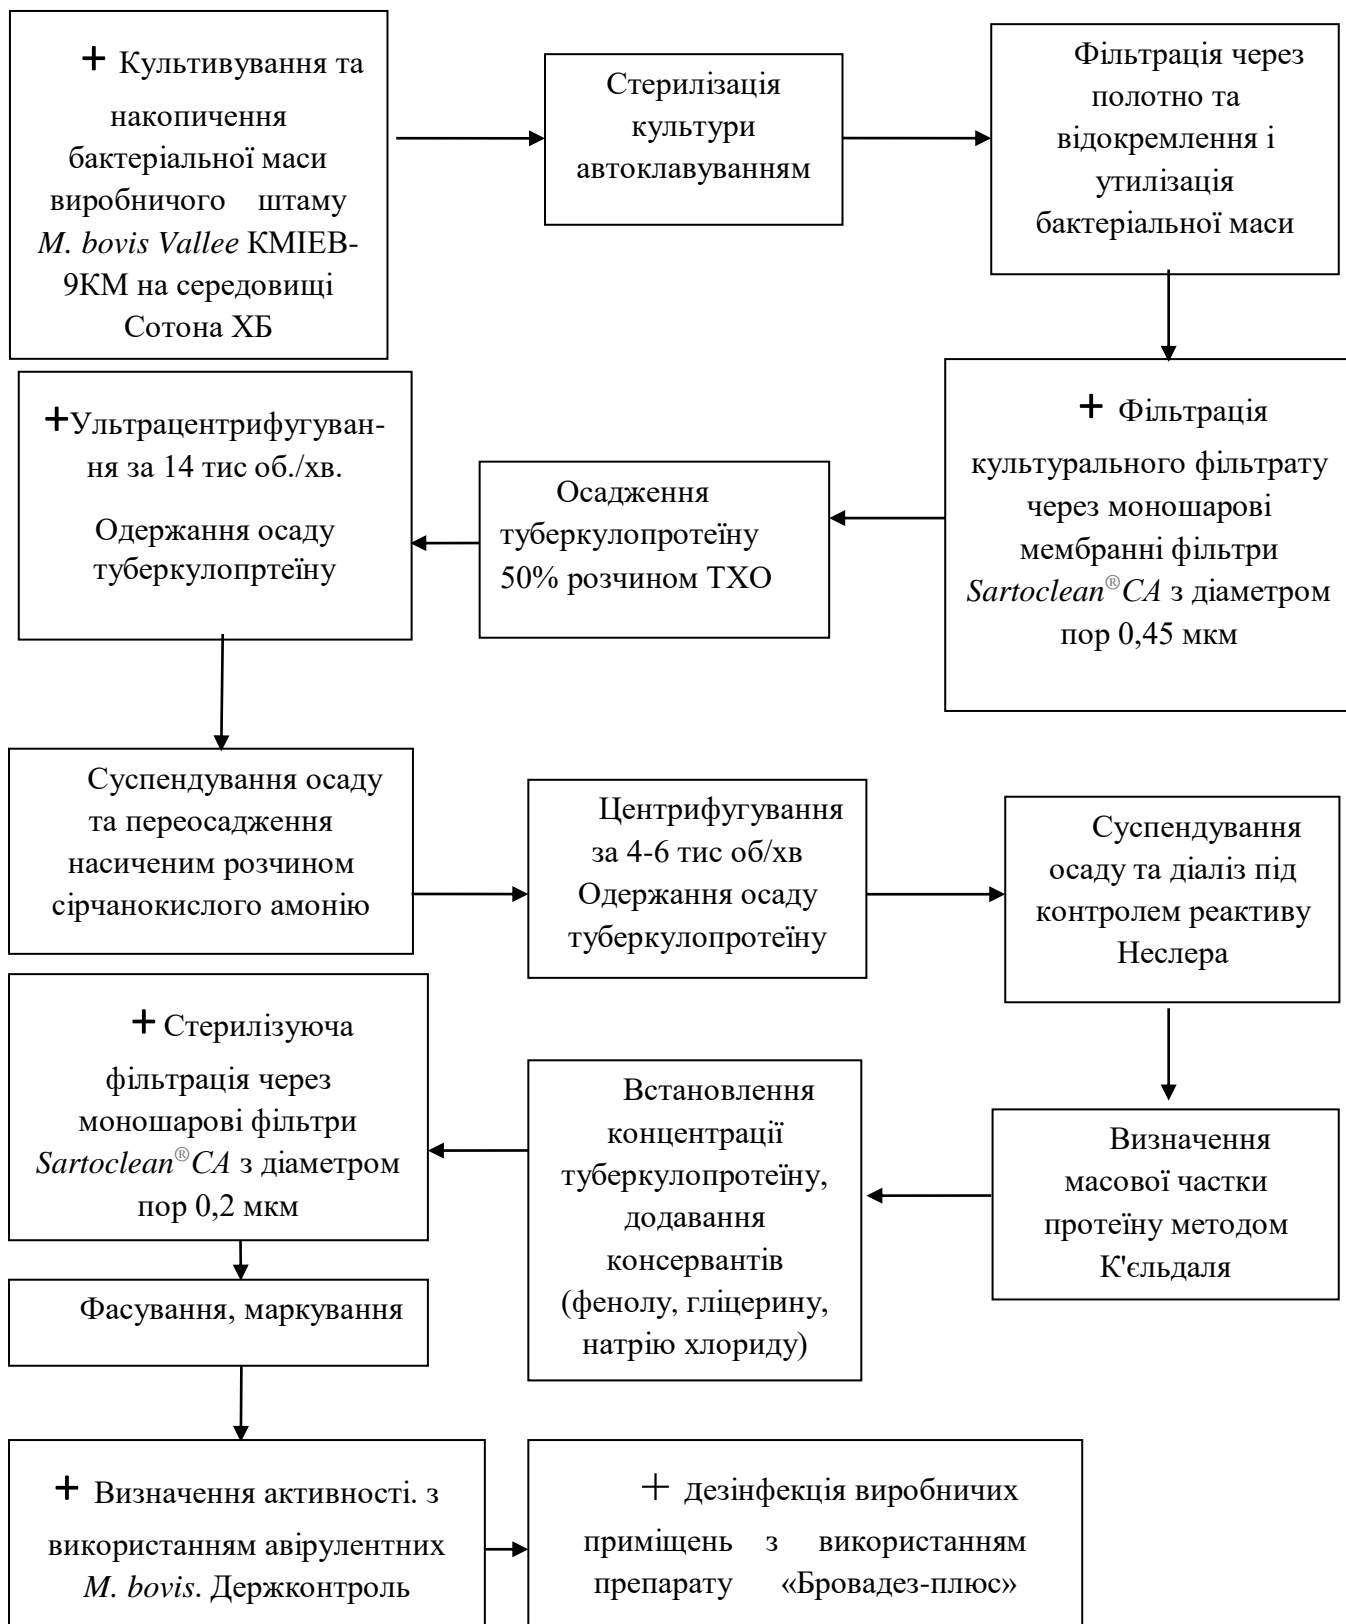 + Культивування та
накопичення
бактеріальної маси
виробничого штаму
M. bovis Vallee КМІЕВ-
9КМ на середовищі
Сотона ХБ
Стерилізація
культури
автоклавуванням
Фільтрація через
полотно та
відокремлення і
утилізація
бактеріальної маси
+ Фільтрація
культурального фільтрату
через моношарові
мембранні фільтри
Sartoclean®CA з діаметром
пор 0,45 мкм
Осадження
туберкулопротеїну
50% розчином ТХО
+Ультрацентрифугуван-
ня за 14 тис об./хв.
Одержання осаду
туберкулопртеїну
Суспендування осаду
та переосадження
насиченим розчином
сірчанокислого амонію
Центрифугування
за 4-6 тис об/хв
Одержання осаду
туберкулопротеїну
Суспендування
осаду та діаліз під
контролем реактиву
Неслера
Визначення
масової частки
протеїну методом
К'єльдаля
Встановлення
концентрації
туберкулопротеїну,
додавання
консервантів
(фенолу, гліцерину,
натрію хлориду)
+ Стерилізуюча
фільтрація через
моношарові фільтри
Sartoclean®CA з діаметром
пор 0,2 мкм
Фасування, маркування
+ Визначення активності. з
використанням авірулентних
M. bovis. Держконтроль
+ Дезінфекція виробничих
приміщень з використанням
препарату «Бровадез-плюс»